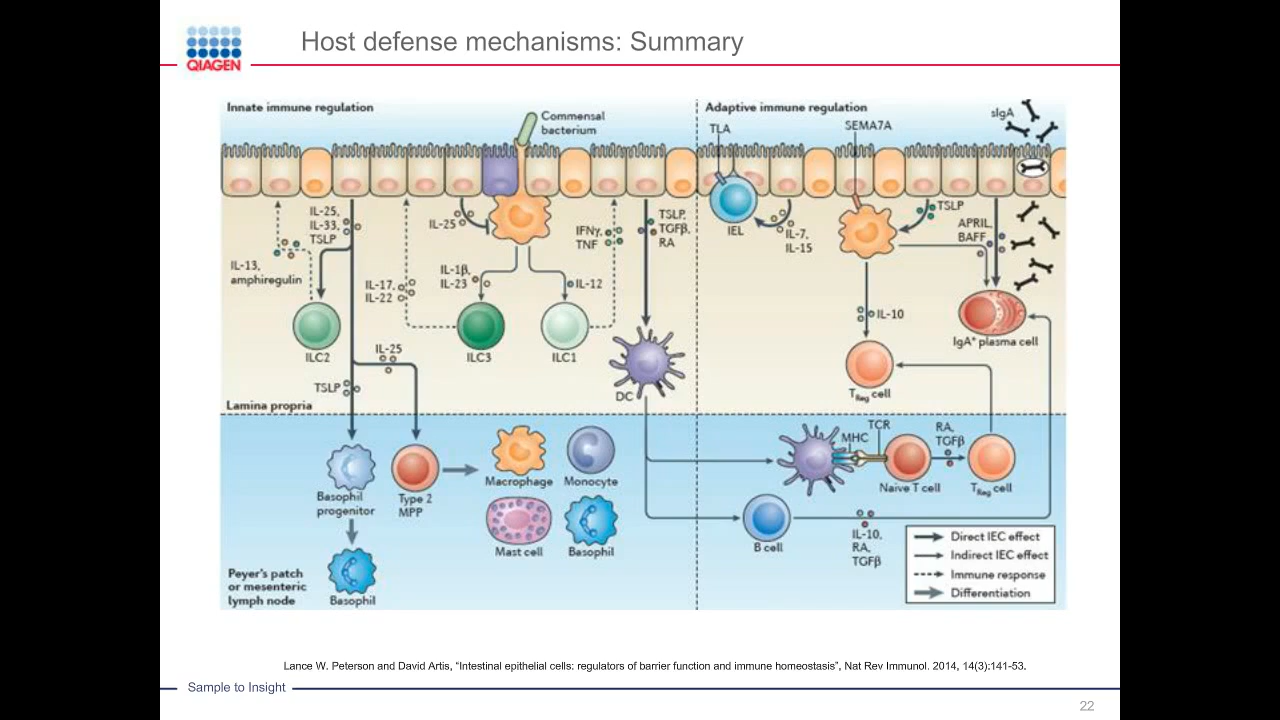 QIAGEN
Host defense mechanisms: Summary
Innate immune regulation
Commensal
bacterium
IL-25,
IL-33,
TSLP
IL-25
IL-13,
amphiregulin
IL-17,
IL-22
IL-1β,
IL-23
IL-12
IFNγ,
TNF
TSLP,
TGFβ,
RA
ILC2
ILC3
ILC1
IL-25
TSLP
DC
Lamina propria
Adaptive immune regulation
TLA
SEMA7A
sIgA
IEL
IL-7,
IL-15
TSLP
APRIL,
BAFF
IL-10
IgA⁺ plasma cell
TReg cell
Basophil
progenitor
Type 2
MPP
Macrophage
Monocyte
Mast cell
Basophil
Basophil
Peyer's patch
or mesenteric
lymph node
MHC
TCR
RA,
TGFβ
Naive T cell
TReg cell
B cell
IL-10,
RA,
TGFβ
Direct IEC effect
Indirect IEC effect
Immune response
Differentiation
Lance W. Peterson and David Artis, “Intestinal epithelial cells: regulators of barrier function and immune homeostasis”, Nat Rev Immunol. 2014, 14(3):141-53.
Sample to Insight
22